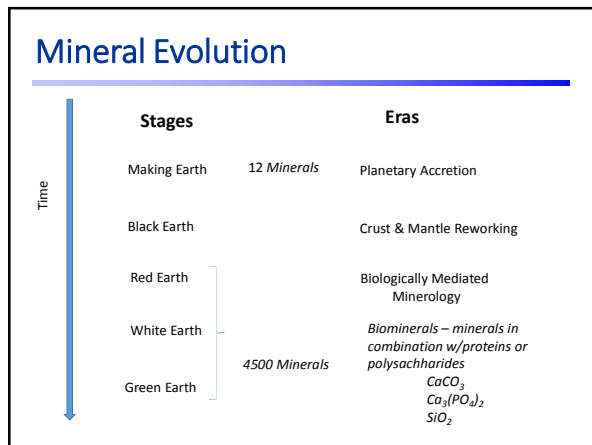 Mineral Evolution
Stages
Eras
Time
Making Earth
12 Minerals
Planetary Accretion
Black Earth
Crust & Mantle Reworking
Red Earth
Biologically Mediated
Minerology
White Earth
Biominerals – minerals in
combination w/proteins or
polysachharides
4500 Minerals
Green Earth
CaCO₃
Ca₃(PO₄)₂
SiO₂